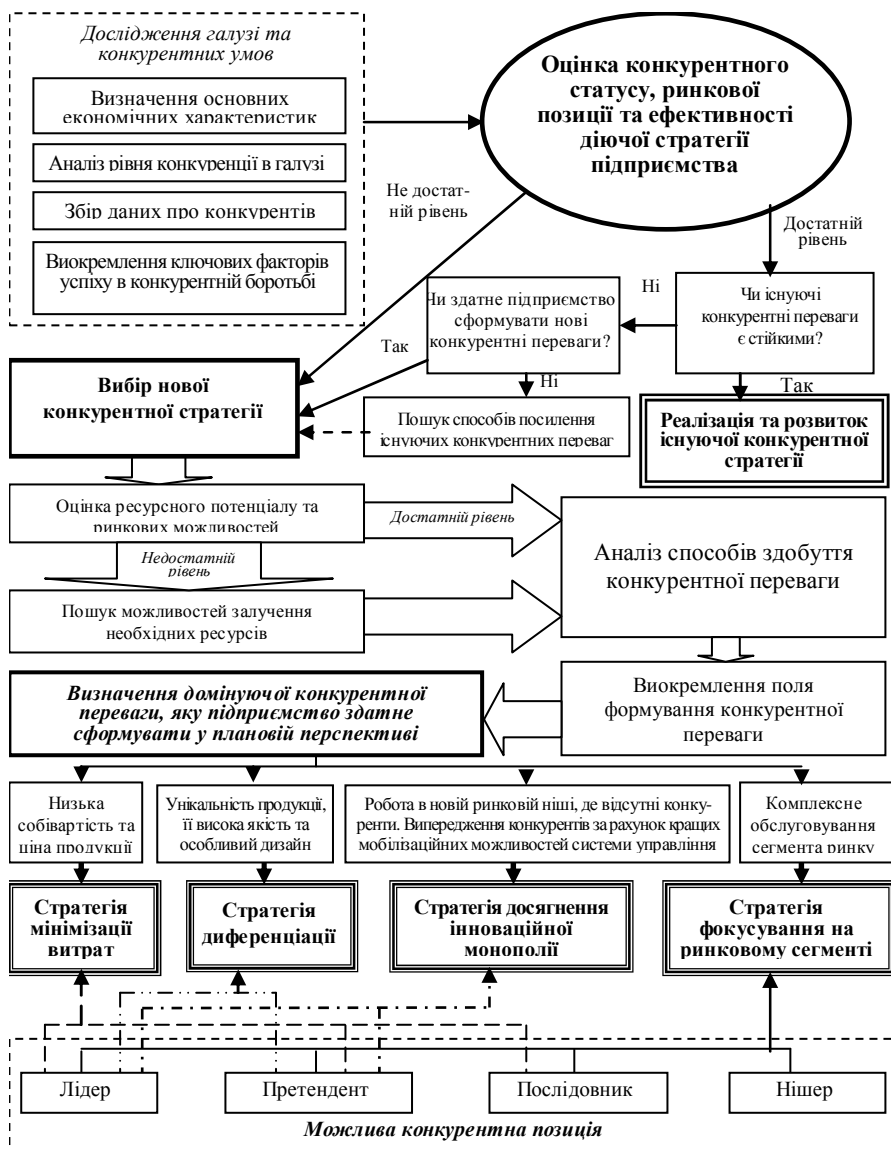 Дослідження галузі та
конкурентних умов
Визначення основних
економічних характеристик
Аналіз рівня конкуренції в галузі
Збір даних про конкурентів
Виокремлення ключових факторів
успіху в конкурентній боротьбі
Оцінка конкурентного
статусу, ринкової
позиції та ефективності
діючої стратегії
підприємства
Не достат-
ній рівень
Достатній
рівень
Чи здатне підприємство
сформувати нові
конкурентні переваги?
Ні
Чи існуючі
конкурентні переваги
є стійкими?
Так
Ні
Так
Вибір нової
конкурентної стратегії
Пошук способів посилення
існуючих конкурентних переваг
Реалізація та розвиток
існуючої конкурентної
стратегії
Оцінка ресурсного потенціалу та
ринкових можливостей
Достатній рівень
Недостатній
рівень
Аналіз способів здобуття
конкурентної переваги
Пошук можливостей залучення
необхідних ресурсів
Виокремлення поля
формування конкурентної
переваги
Визначення домінуючої конкурентної
переваги, яку підприємство здатне
сформувати у плановій перспективі
Низька
собівартість та
ціна продукції
Унікальність продукції,
її висока якість та
особливий дизайн
Робота в новій ринковій ніші, де відсутні конку-
ренти. Випередження конкурентів за рахунок кращих
мобілізаційних можливостей системи управління
Комплексне
обслуговування
сегмента ринку
Стратегія
мінімізації
витрат
Стратегія
диференціації
Стратегія досягнення
інноваційної
монополії
Стратегія
фокусування на
ринковому сегменті
Лідер
Претендент
Послідовник
Нішер
Можлива конкурентна позиція